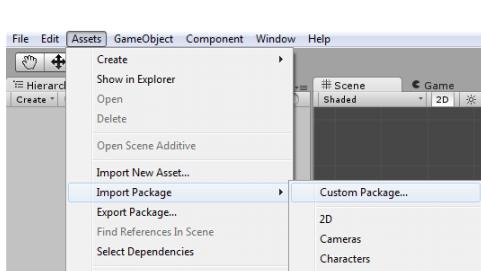 File Edit Assets GameObject Component Window Help
Create
Show in Explorer
Open
Delete
Open Scene Additive
Import New Asset...
Import Package
Export Package...
Find References In Scene
Select Dependencies
Hierarc
Create
Scene Game
Shaded 2D
Custom Package...
2D
Cameras
Characters